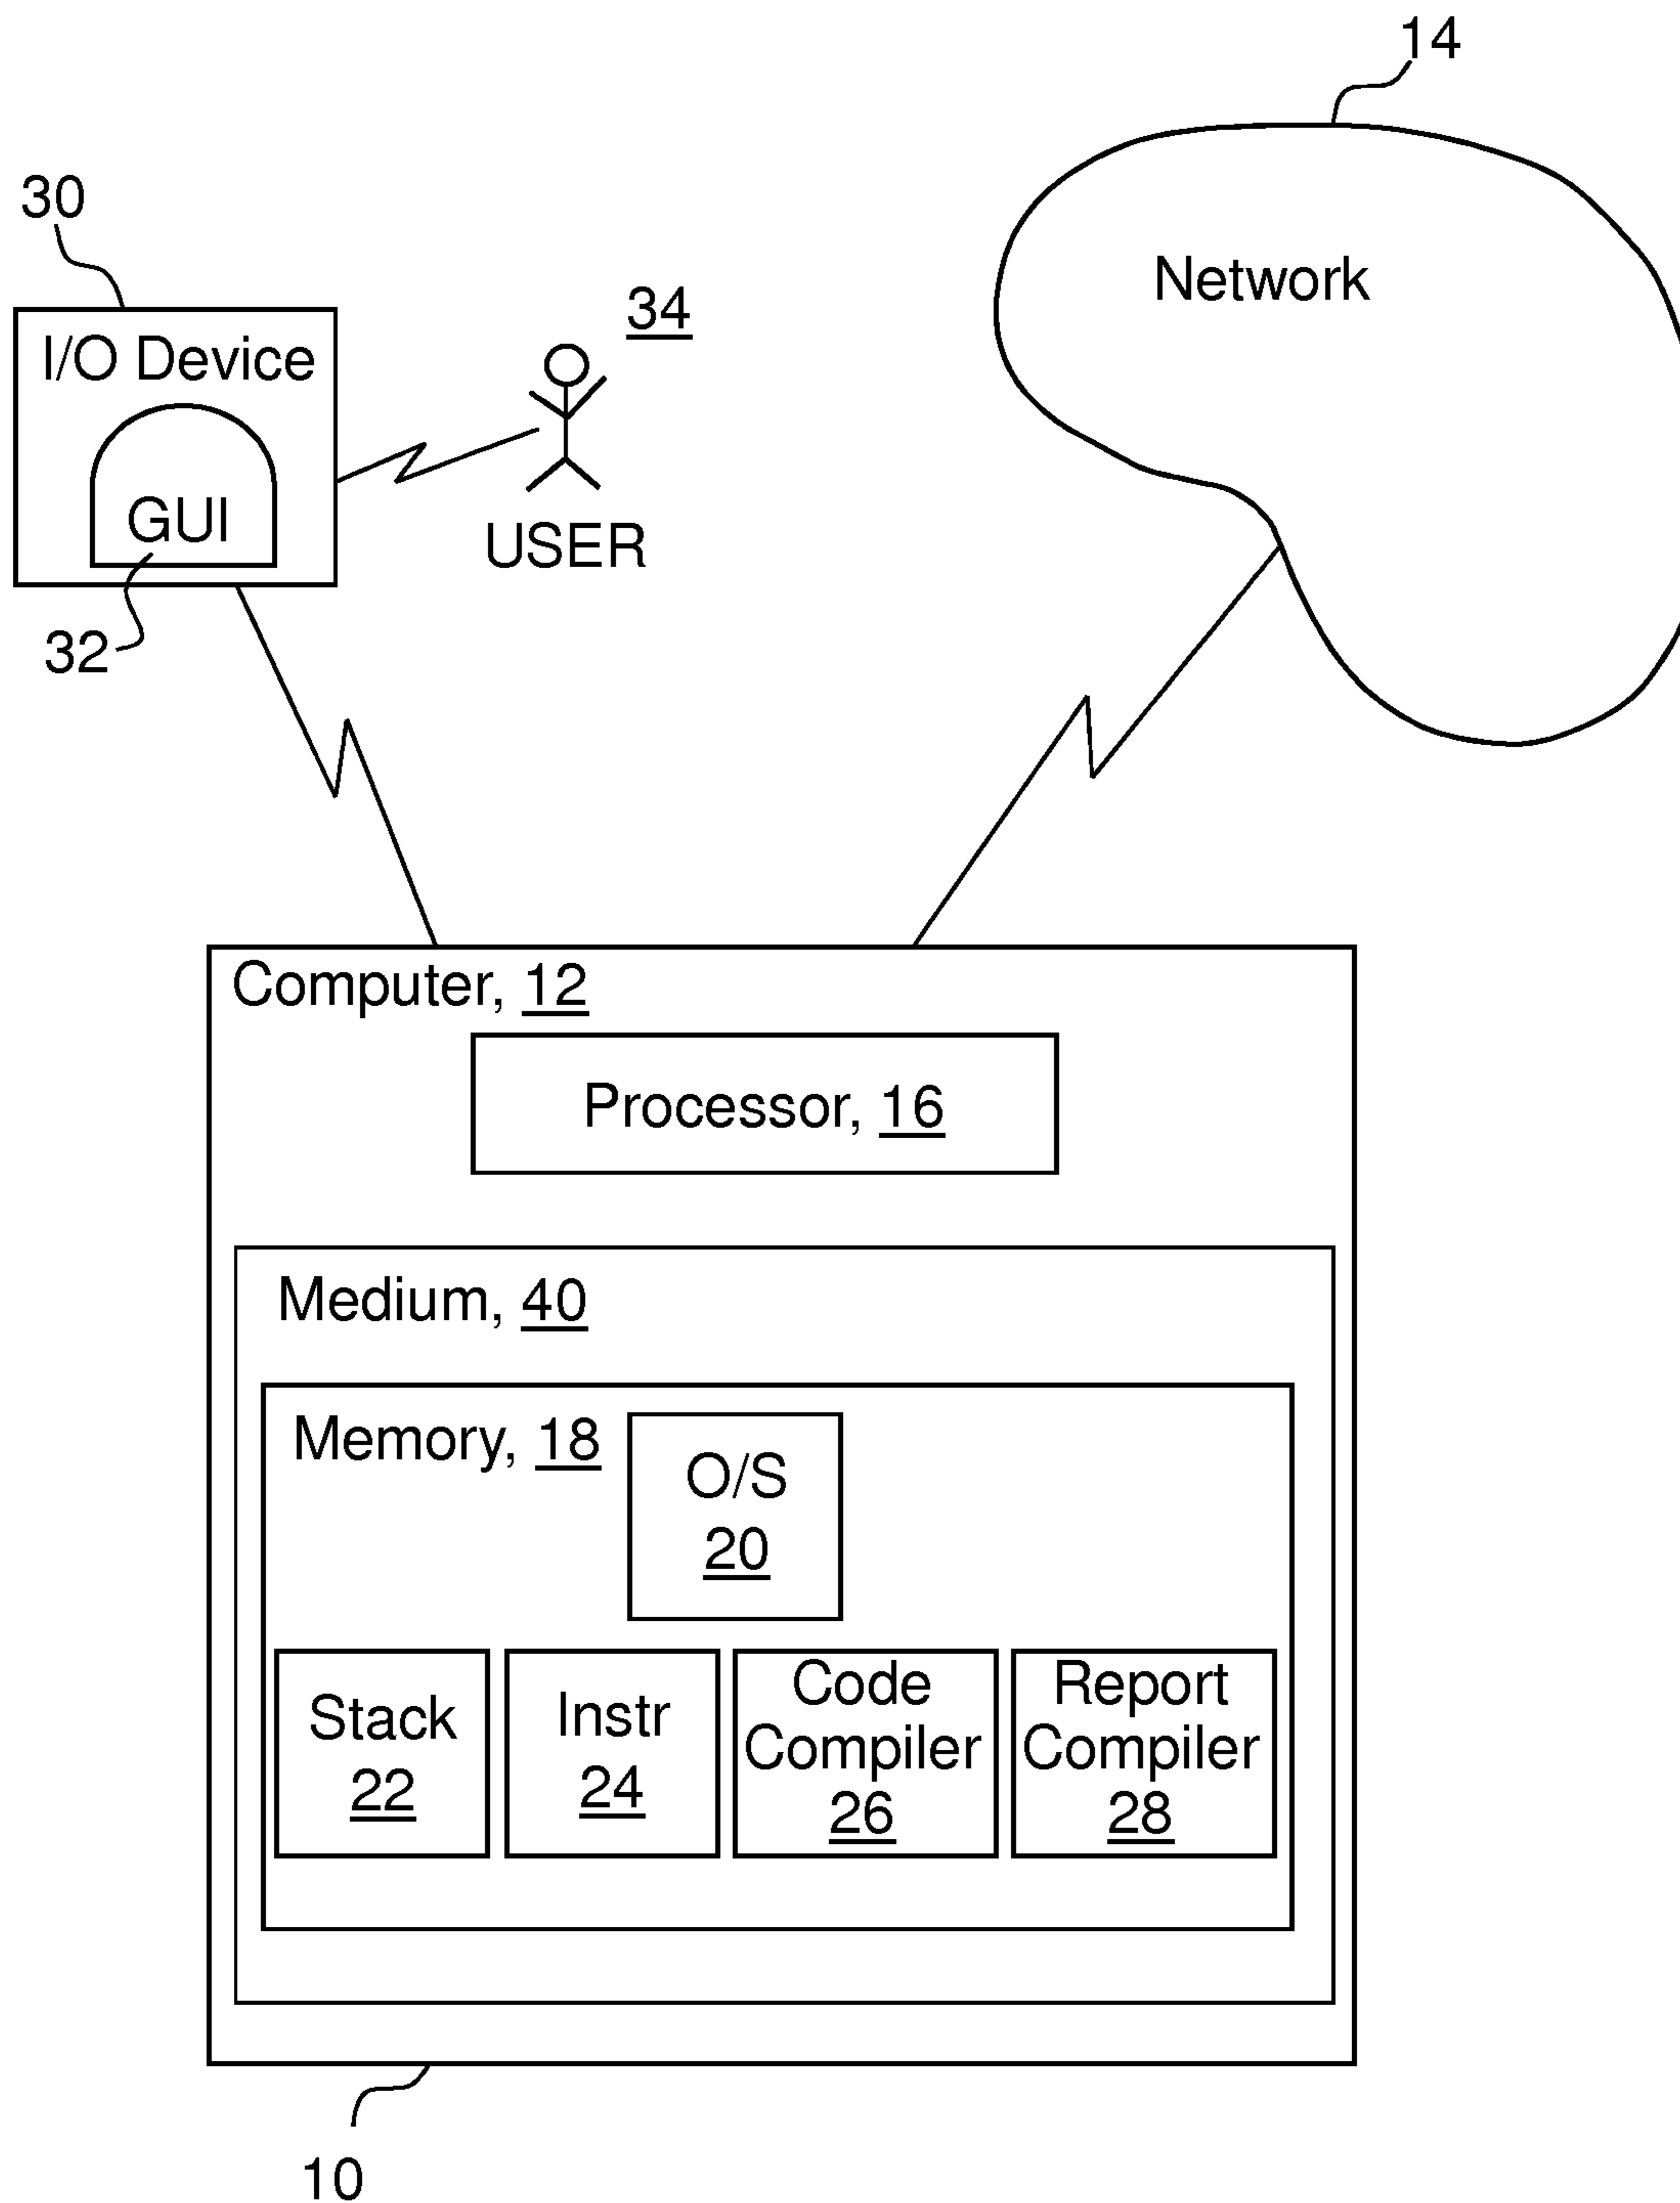 14
30
34
Network
I/O Device
GUI
USER
32
Computer, 12
Processor, 16
Medium, 40
Memory, 18
O/S
20
Stack
22
Instr
24
Code
Compiler
26
Report
Compiler
28
10